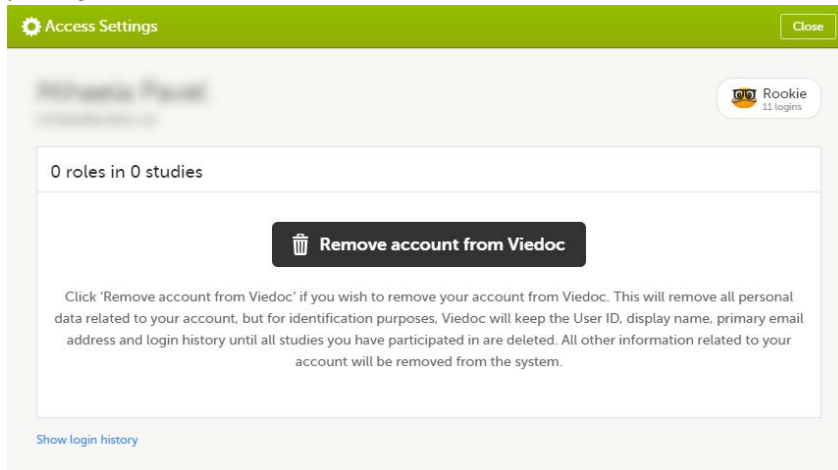 Access Settings
Close
Rookie
11 logins
0 roles in 0 studies
Remove account from Viedoc
Click 'Remove account from Viedoc' if you wish to remove your account from Viedoc. This will remove all personal
data related to your account, but for identification purposes, Viedoc will keep the User ID, display name, primary email
address and login history until all studies you have participated in are deleted. All other information related to your
account will be removed from the system.
Show login history